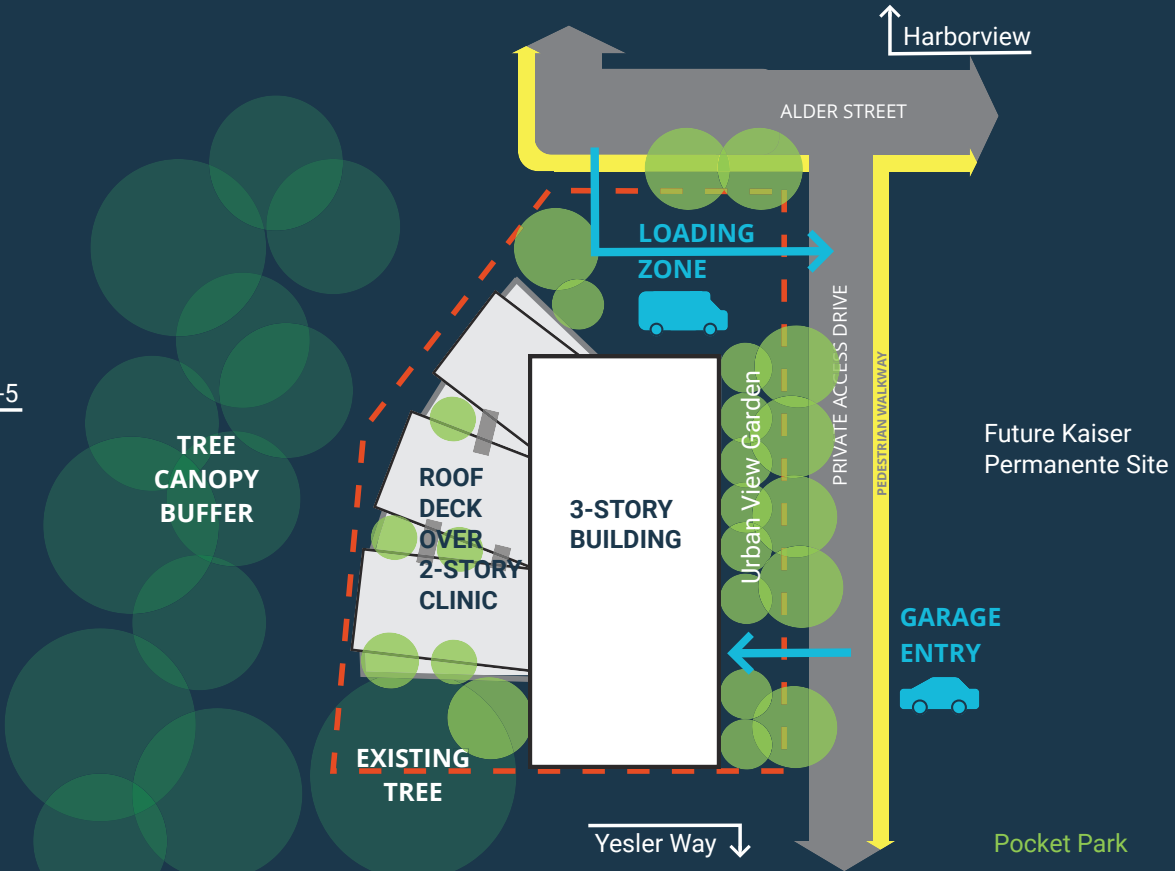 Harborview
ALDER STREET
LOADING
ZONE
PRIVATE ACCESS DRIVE
PEDESTRIAN WALKWAY
Urban View Garden
-5
TREE
CANOPY
BUFFER
ROOF
DECK
OVER
2-STORY
CLINIC
3-STORY
BUILDING
Future Kaiser
Permanente Site
GARAGE
ENTRY
EXISTING
TREE
Yesler Way
Pocket Park